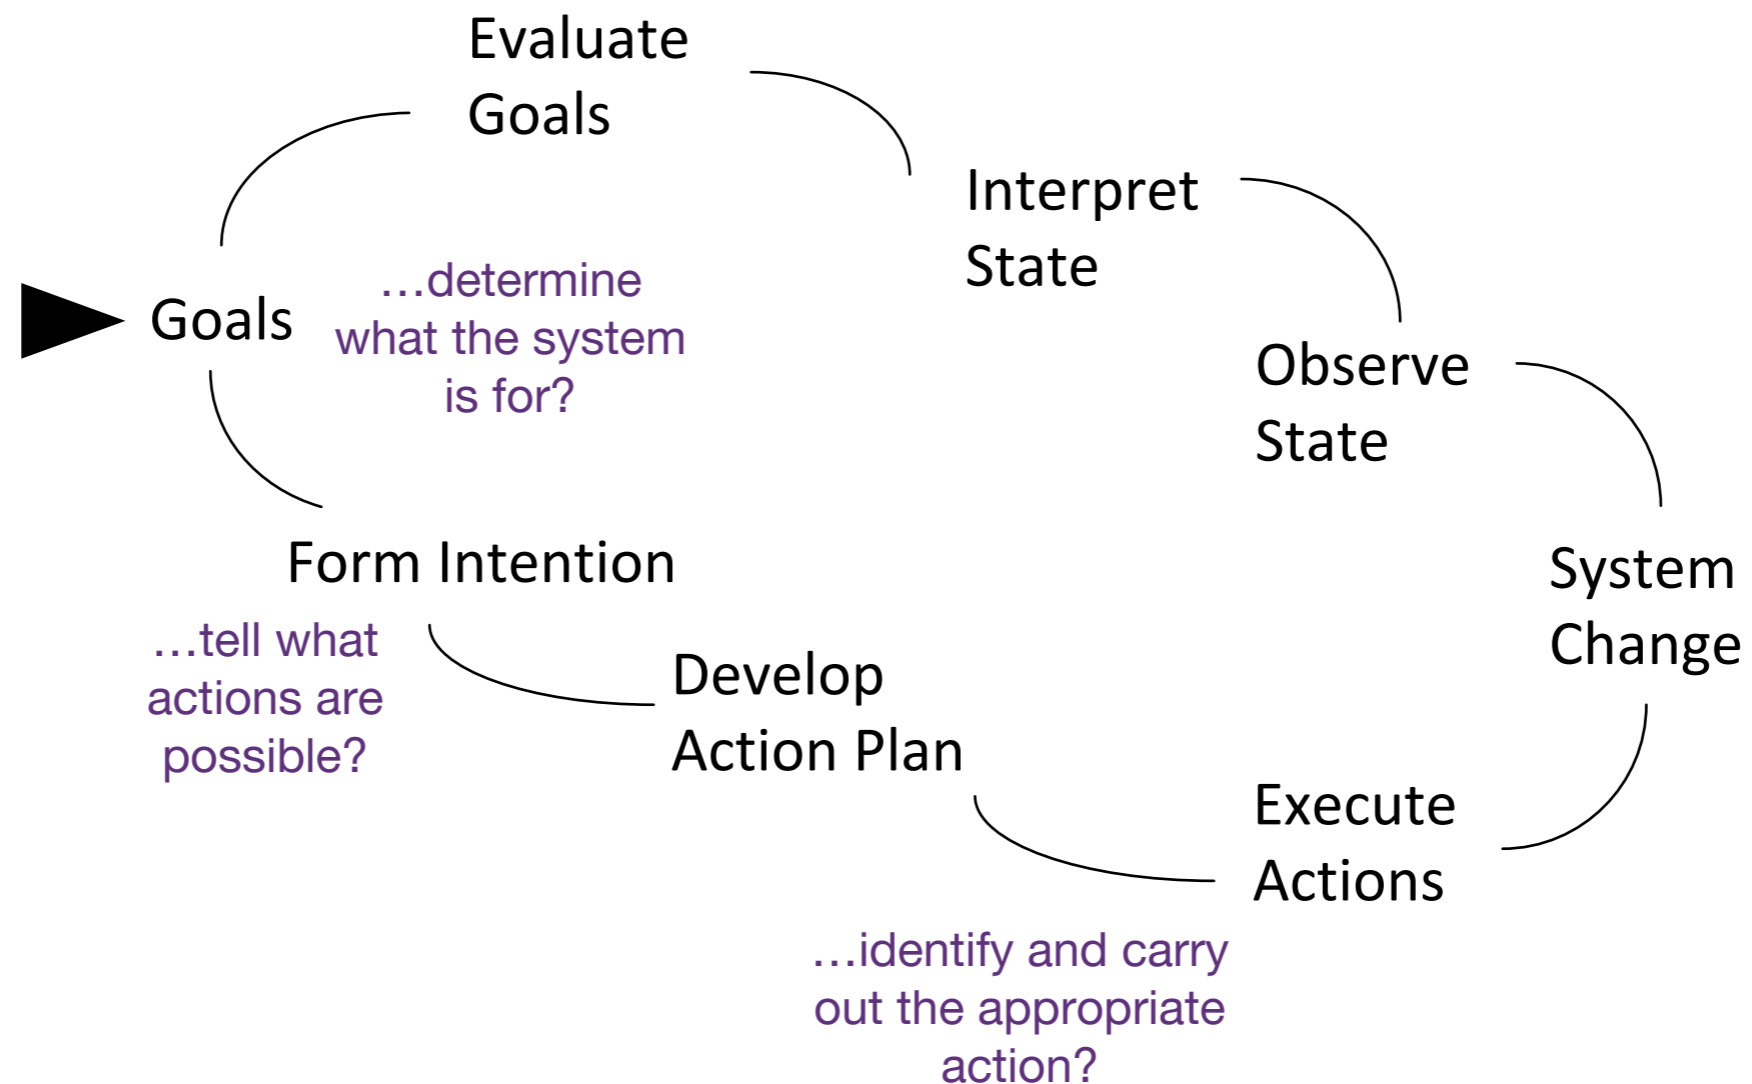 Evaluate
Goals
Interpret
State
Goals
…determine
what the system
is for?
Observe
State
Form Intention
System
Change
…tell what
actions are
possible?
Develop
Action Plan
Execute
Actions
…identify and carry
out the appropriate
action?